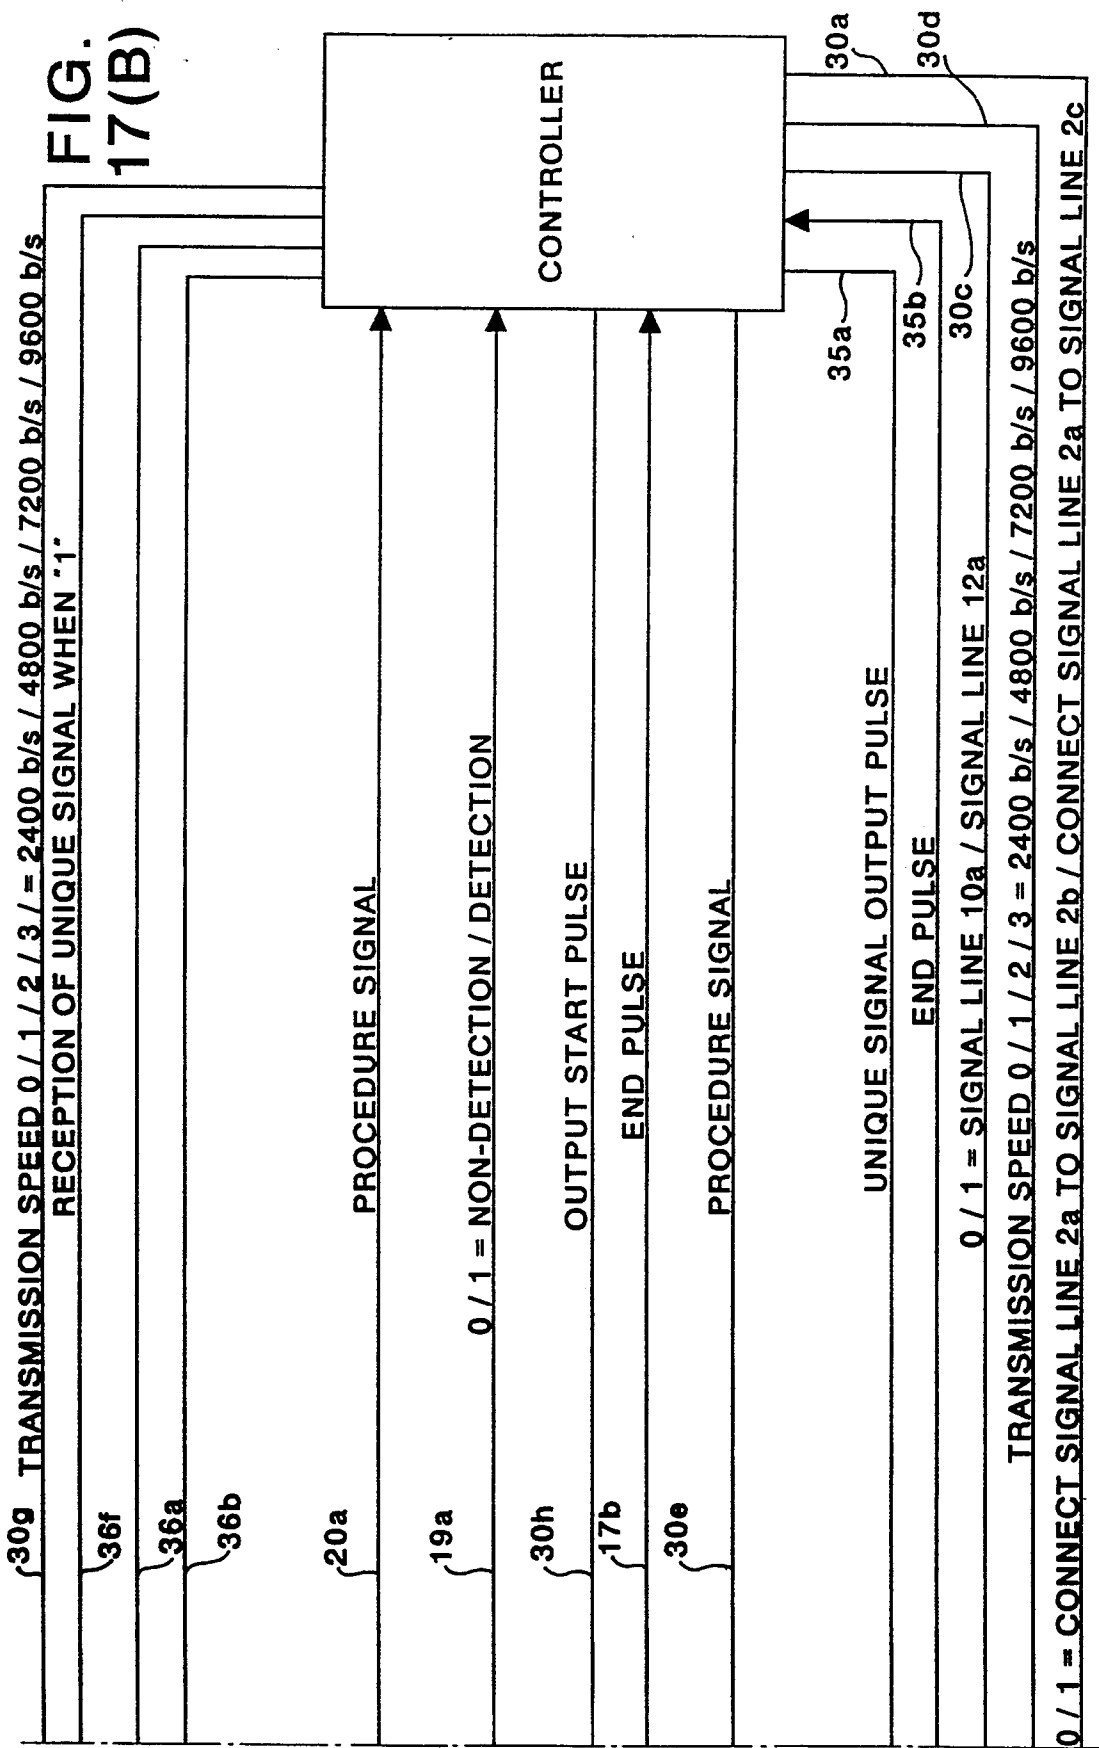 FIG.
17(B)
30g TRANSMISSION SPEED 0 / 1 / 2 / 3 / = 2400 b/s / 4800 b/s / 7200 b/s / 9600 b/s
36f RECEPTION OF UNIQUE SIGNAL WHEN "1"
36a
36b
20a PROCEDURE SIGNAL
19a 0 / 1 = NON-DETECTION / DETECTION
30h OUTPUT START PULSE
17b END PULSE
30e PROCEDURE SIGNAL
CONTROLLER
UNIQUE SIGNAL OUTPUT PULSE 35a
END PULSE 35b
0 / 1 = SIGNAL LINE 10a / SIGNAL LINE 12a 30c
TRANSMISSION SPEED 0 / 1 / 2 / 3 = 2400 b/s / 4800 b/s / 7200 b/s / 9600 b/s 30d
0 / 1 = CONNECT SIGNAL LINE 2a TO SIGNAL LINE 2b / CONNECT SIGNAL LINE 2a TO SIGNAL LINE 2c 30a